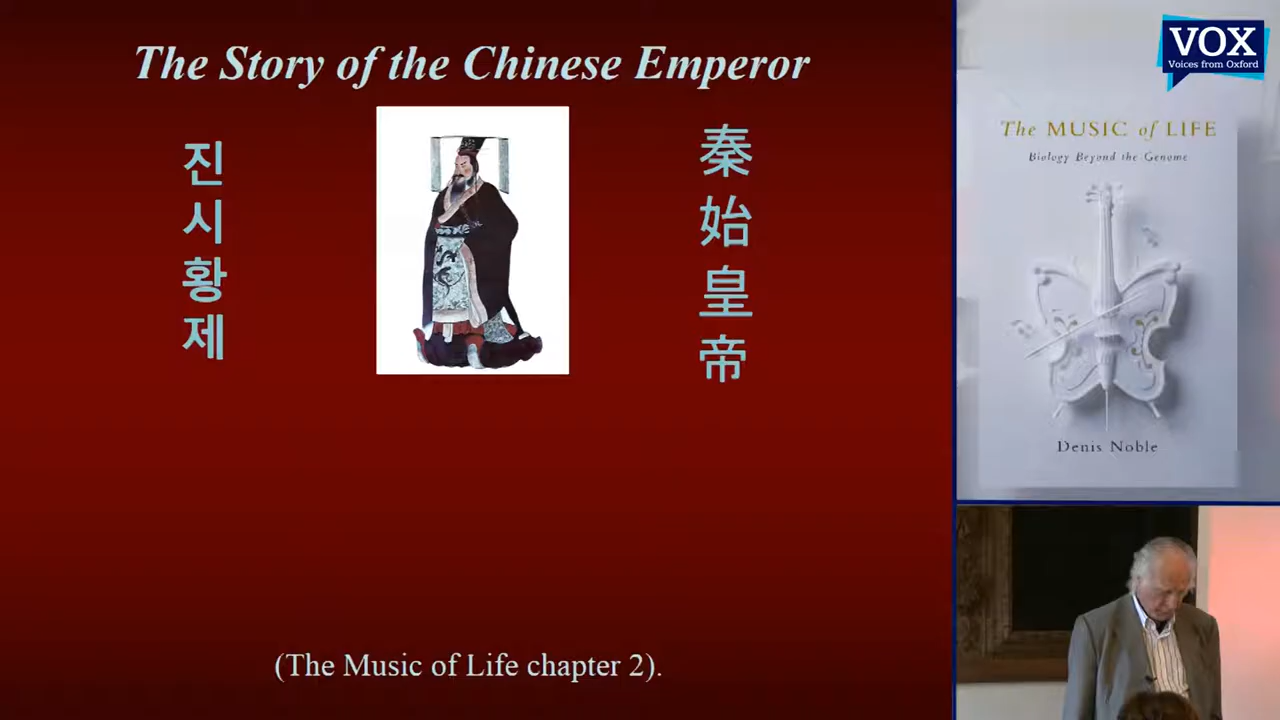 The Story of the Chinese Emperor
진시황제
秦始皇帝
(The Music of Life chapter 2).
VOX
Voices from Oxford
The MUSIC of LIFE
Biology Beyond the Genome
Denis Noble